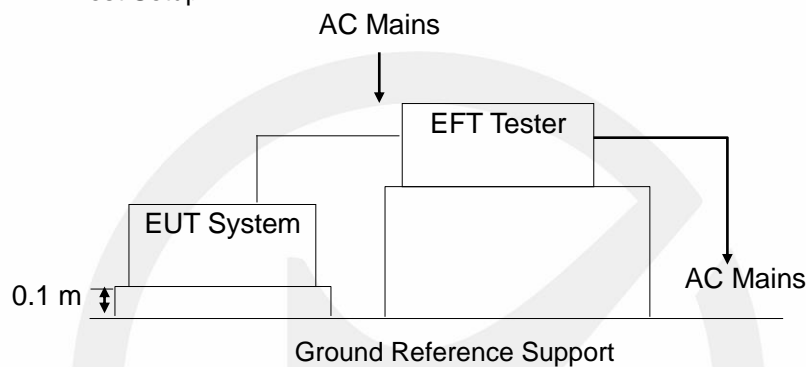 AC Mains
EFT Tester
EUT System
AC Mains
0.1 m
Ground Reference Support